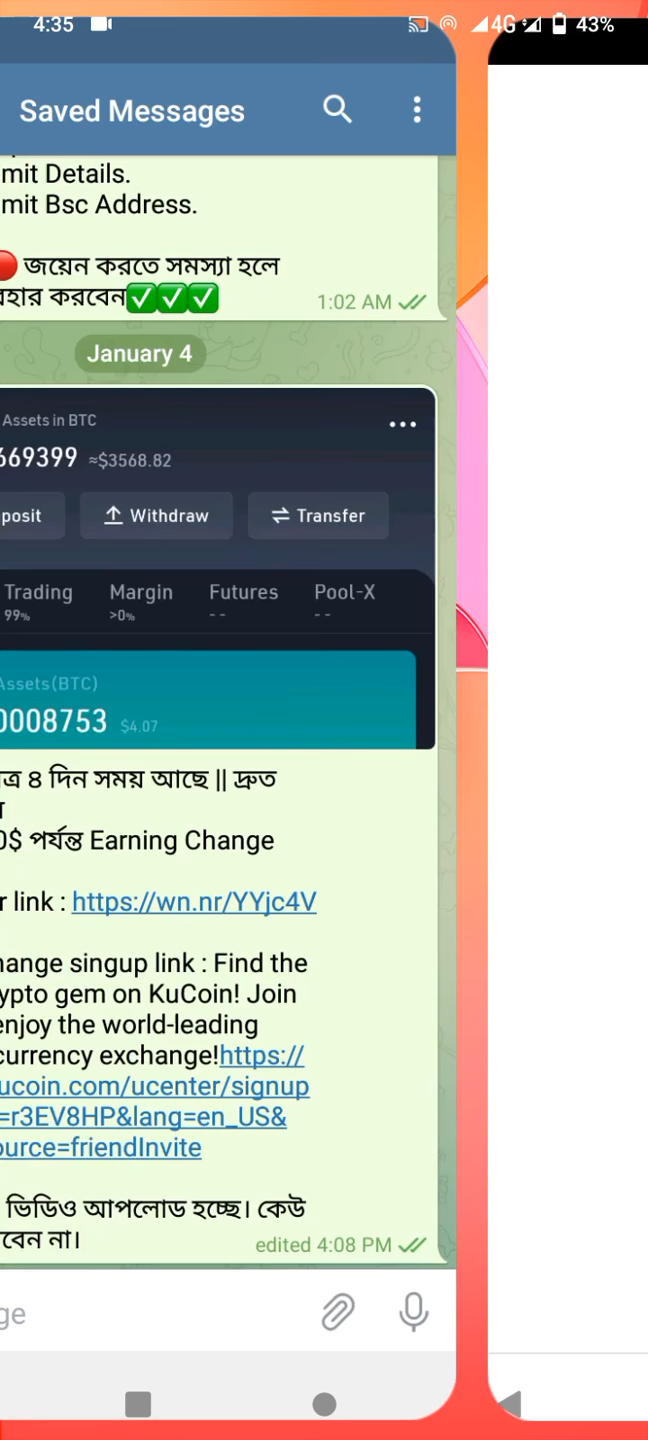 4:35
4G 43%
Saved Messages
mit Details.
mit Bsc Address.
🔴 জয়েন করতে সমস্যা হলে
করবেন✅✅✅
1:02 AM
January 4
Assets in BTC
669399 ≈$3568.82
posit Withdraw Transfer
Trading Margin Futures Pool-X
99% >0% -- --
Assets(BTC)
0008753 $4.07
৪ দিন সময় আছে || দ্রুত
0$ পর্যন্ত Earning Change
r link : https://wn.nr/YYjc4V
hange singup link : Find the
ypto gem on KuCoin! Join
enjoy the world-leading
currency exchange!https://
ucoin.com/ucenter/signup
=r3EV8HP&lang=en_US&
ource=friendInvite
ভিডিও আপলোড হচ্ছে। কেউ
বেন না।
edited 4:08 PM
ge